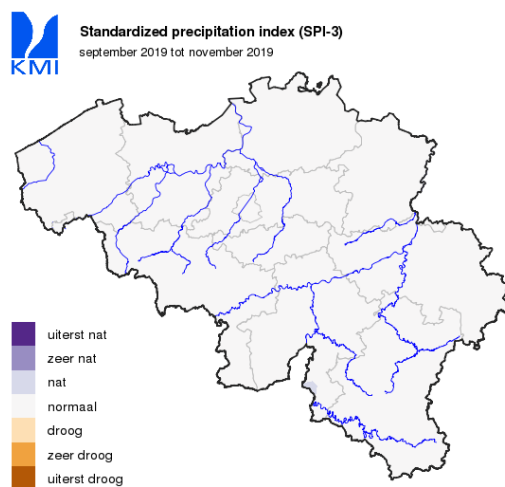 Standardized precipitation index (SPI-3)
september 2019 tot november 2019
KMI
uiterst nat
zeer nat
nat
normaal
droog
zeer droog
uiterst droog